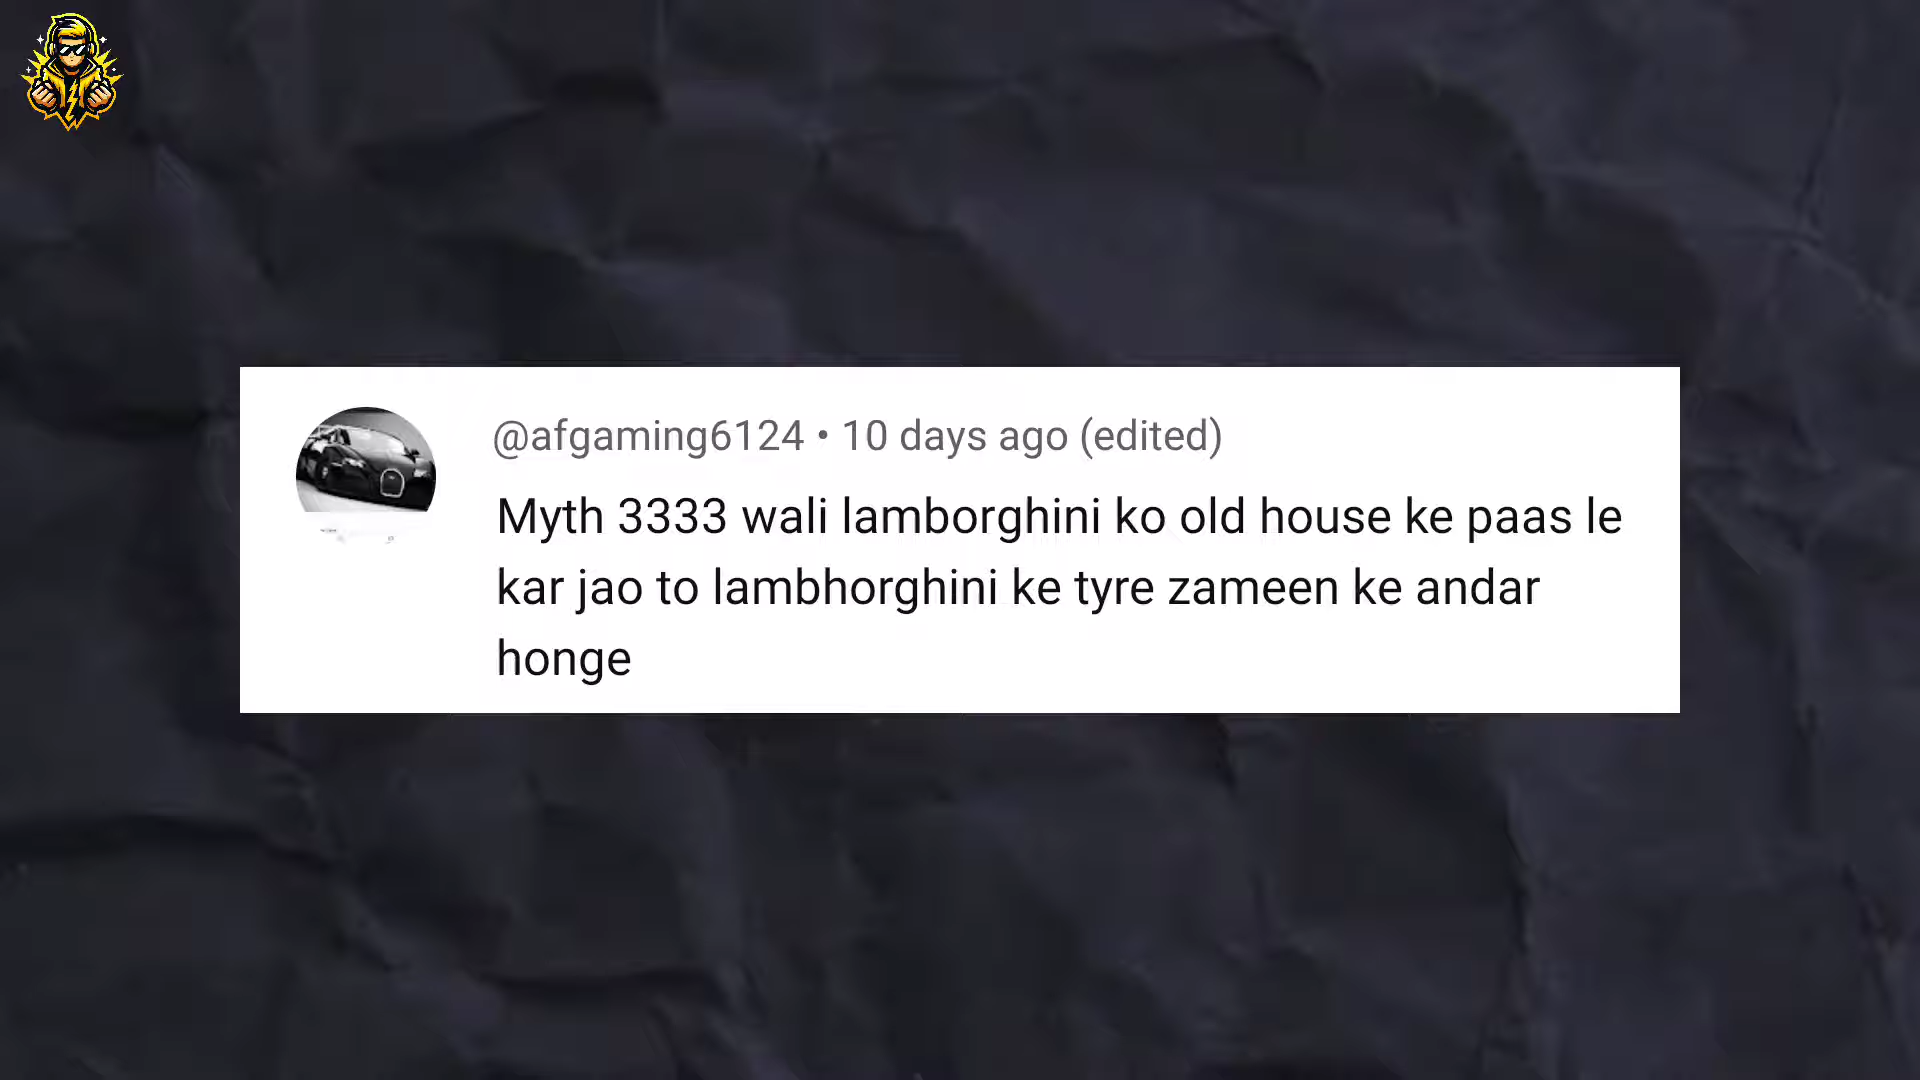 @afgaming6124 • 10 days ago (edited)
Myth 3333 wali lamborghini ko old house ke paas le
kar jao to lambhorghini ke tyre zameen ke andar
honge